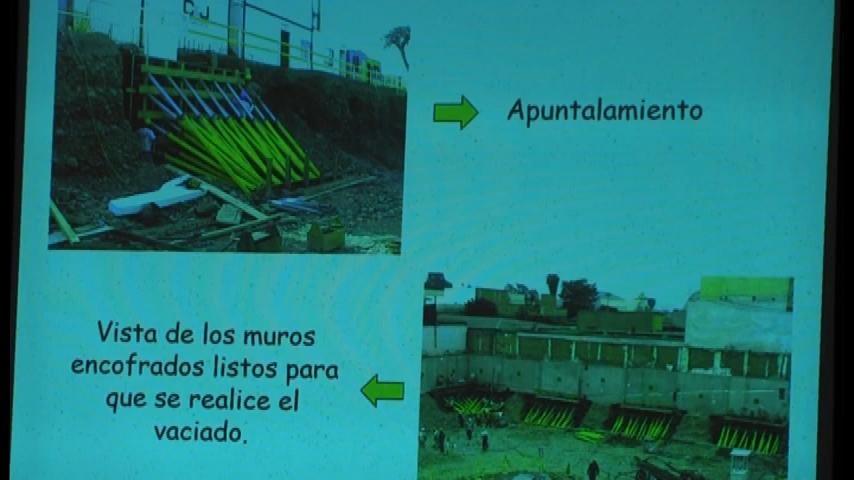 Apuntalamiento
Vista de los muros
encofrados listos para
que se realice el
vaciado.